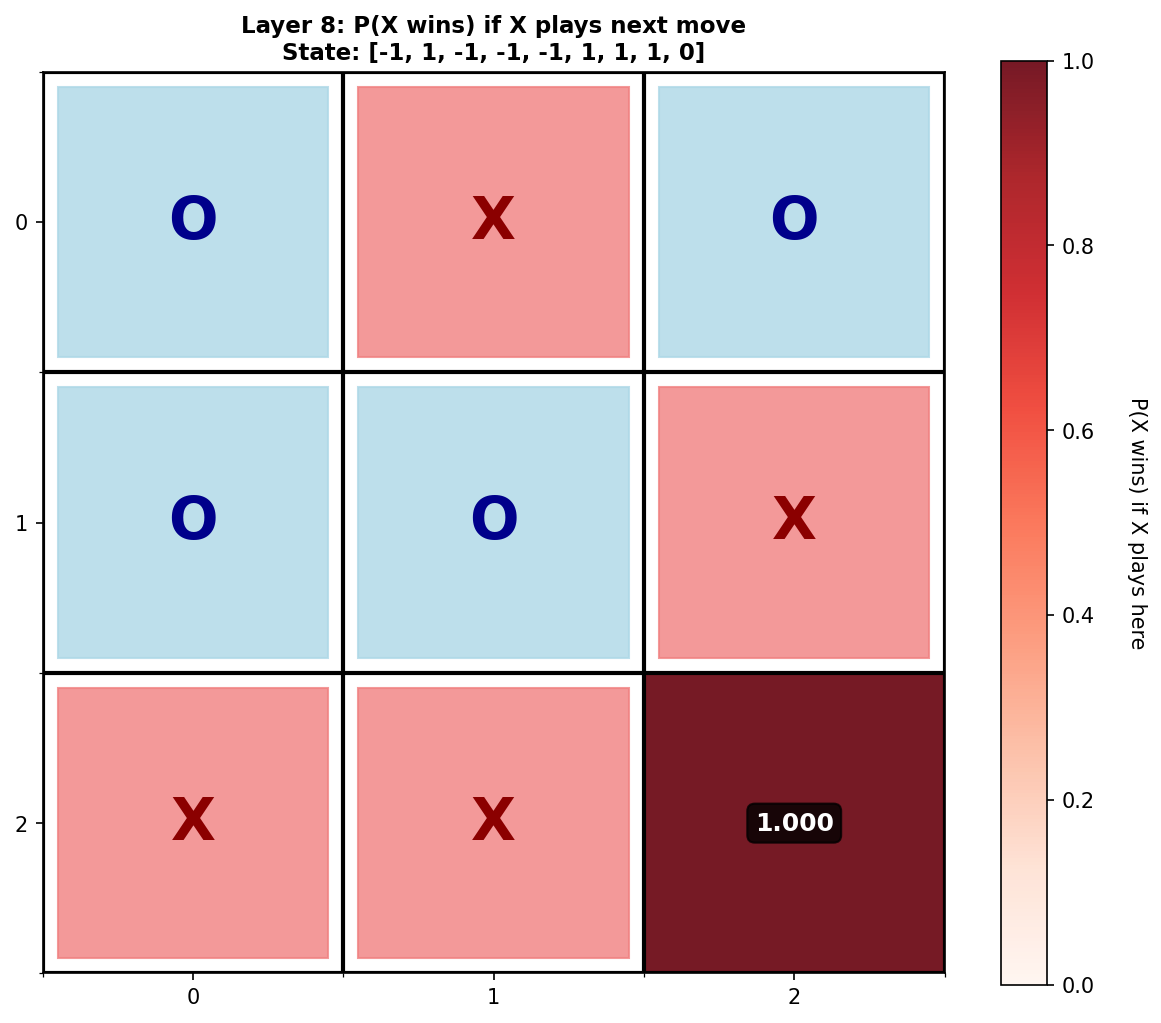 Layer 8: P(X wins) if X plays next move
State: [-1, 1, -1, -1, -1, 1, 1, 1, 0]
O X O
O O X
X X 1.000
0
1
2
0 1 2
1.0
0.8
0.6
0.4
0.2
0.0
P(X wins) if X plays here